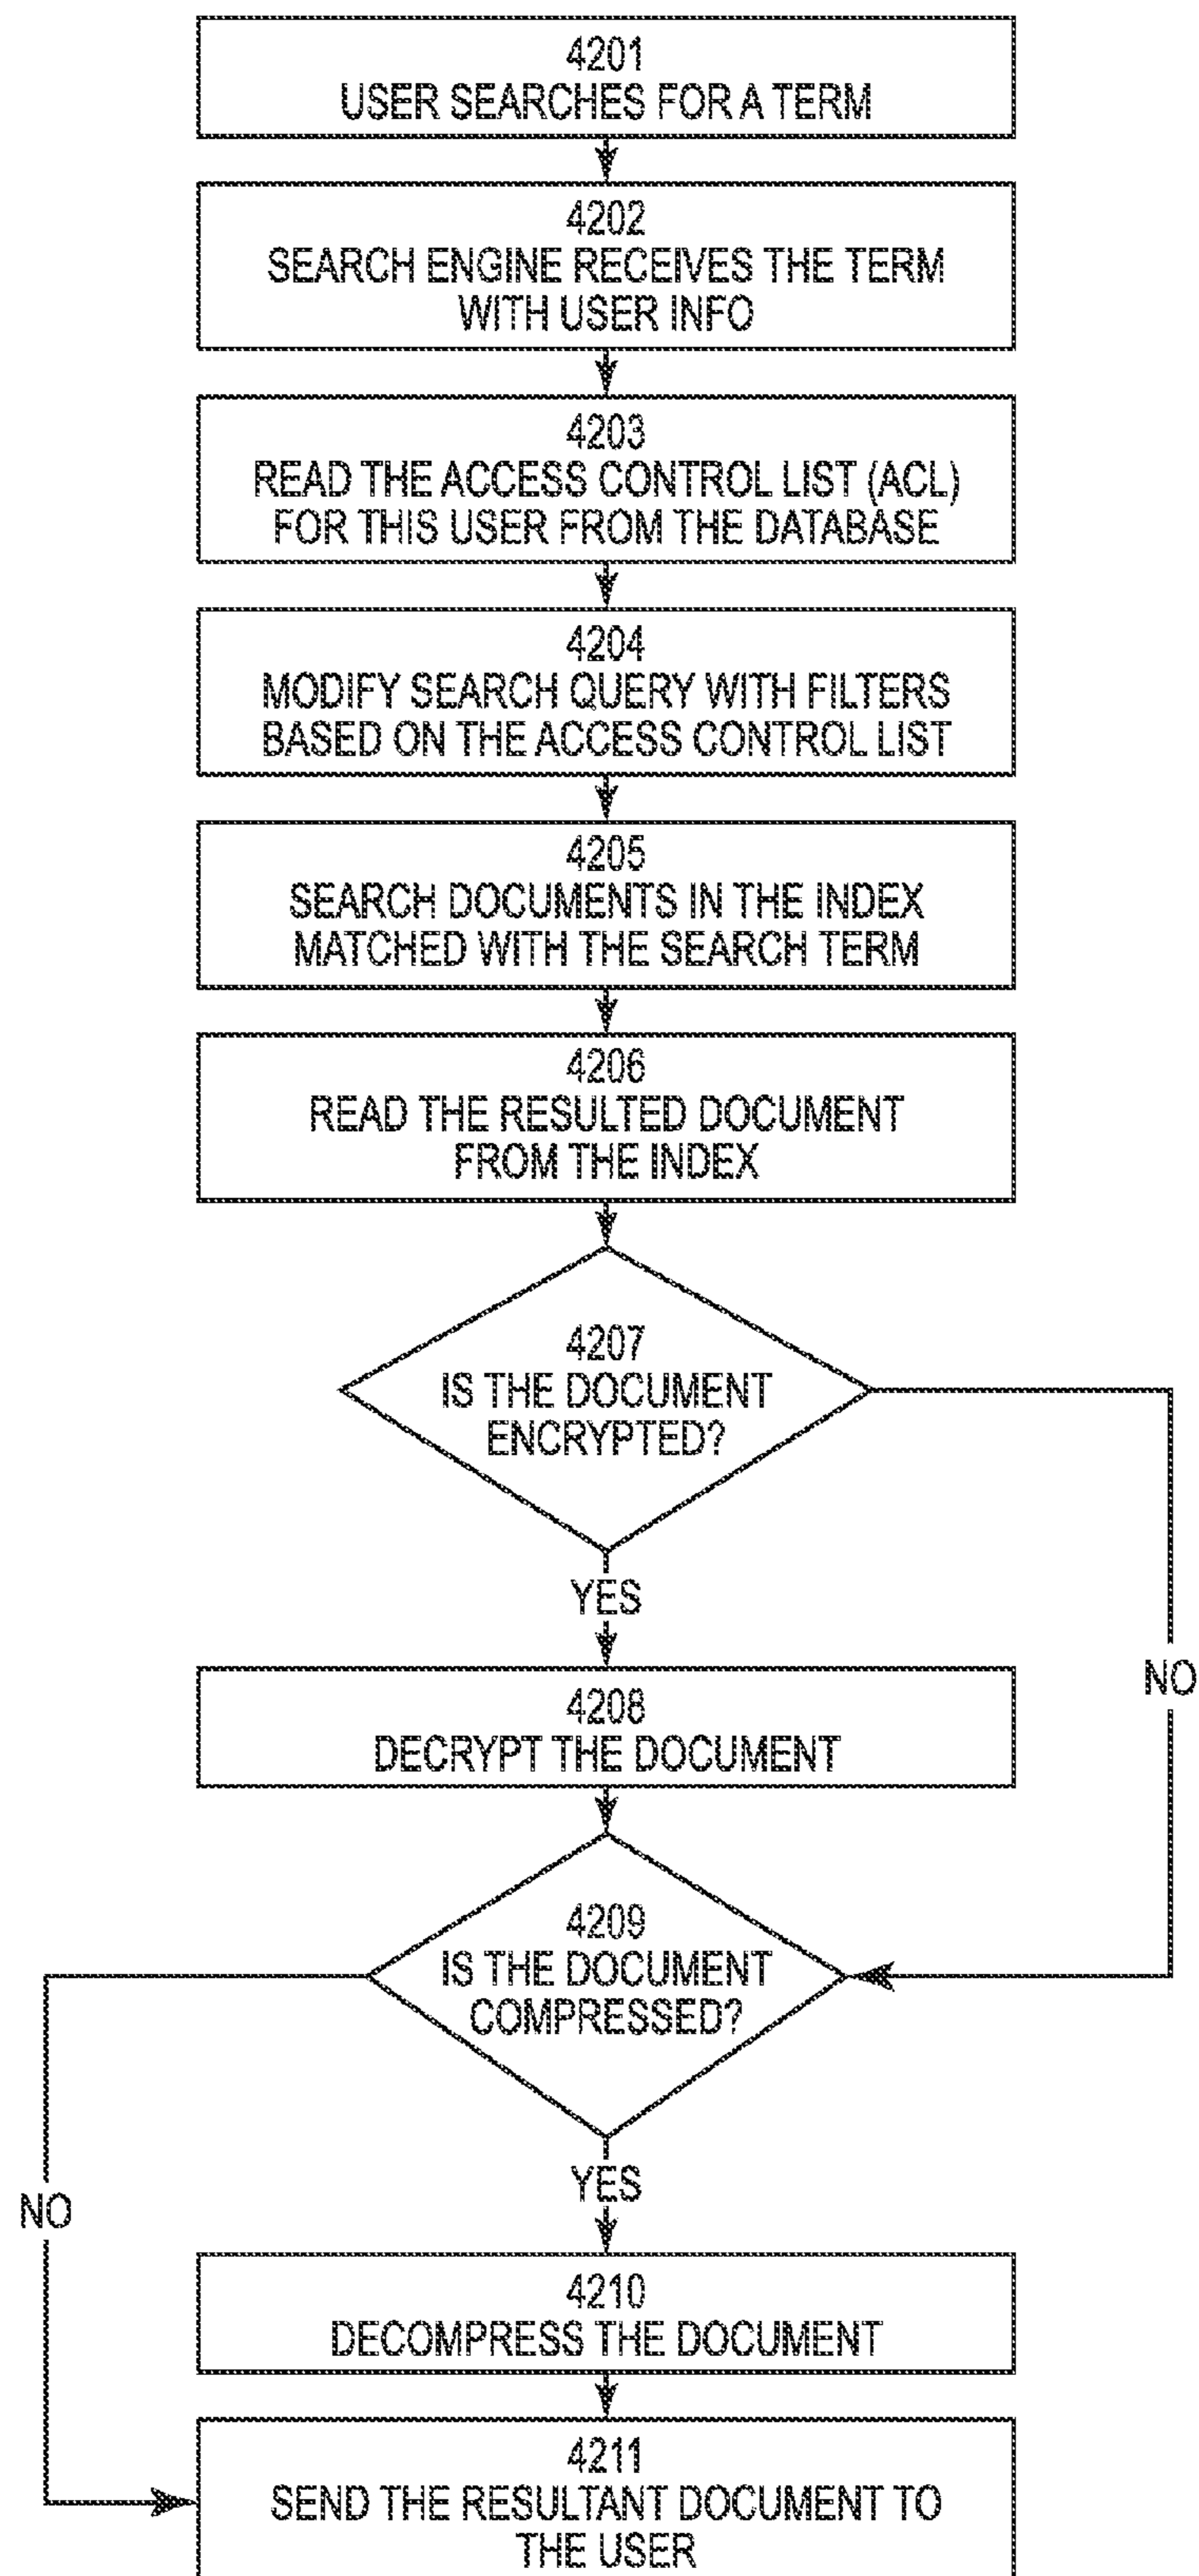 4201
USER SEARCHES FOR A TERM
4202
SEARCH ENGINE RECEIVES THE TERM
WITH USER INFO
4203
READ THE ACCESS CONTROL LIST (ACL)
FOR THIS USER FROM THE DATABASE
4204
MODIFY SEARCH QUERY WITH FILTERS
BASED ON THE ACCESS CONTROL LIST
4205
SEARCH DOCUMENTS IN THE INDEX
MATCHED WITH THE SEARCH TERM
4206
READ THE RESULTED DOCUMENT
FROM THE INDEX
4207
IS THE DOCUMENT
ENCRYPTED?
YES
NO
4208
DECRYPT THE DOCUMENT
4209
IS THE DOCUMENT
COMPRESSED?
YES
NO
4210
DECOMPRESS THE DOCUMENT
4211
SEND THE RESULTANT DOCUMENT TO
THE USER